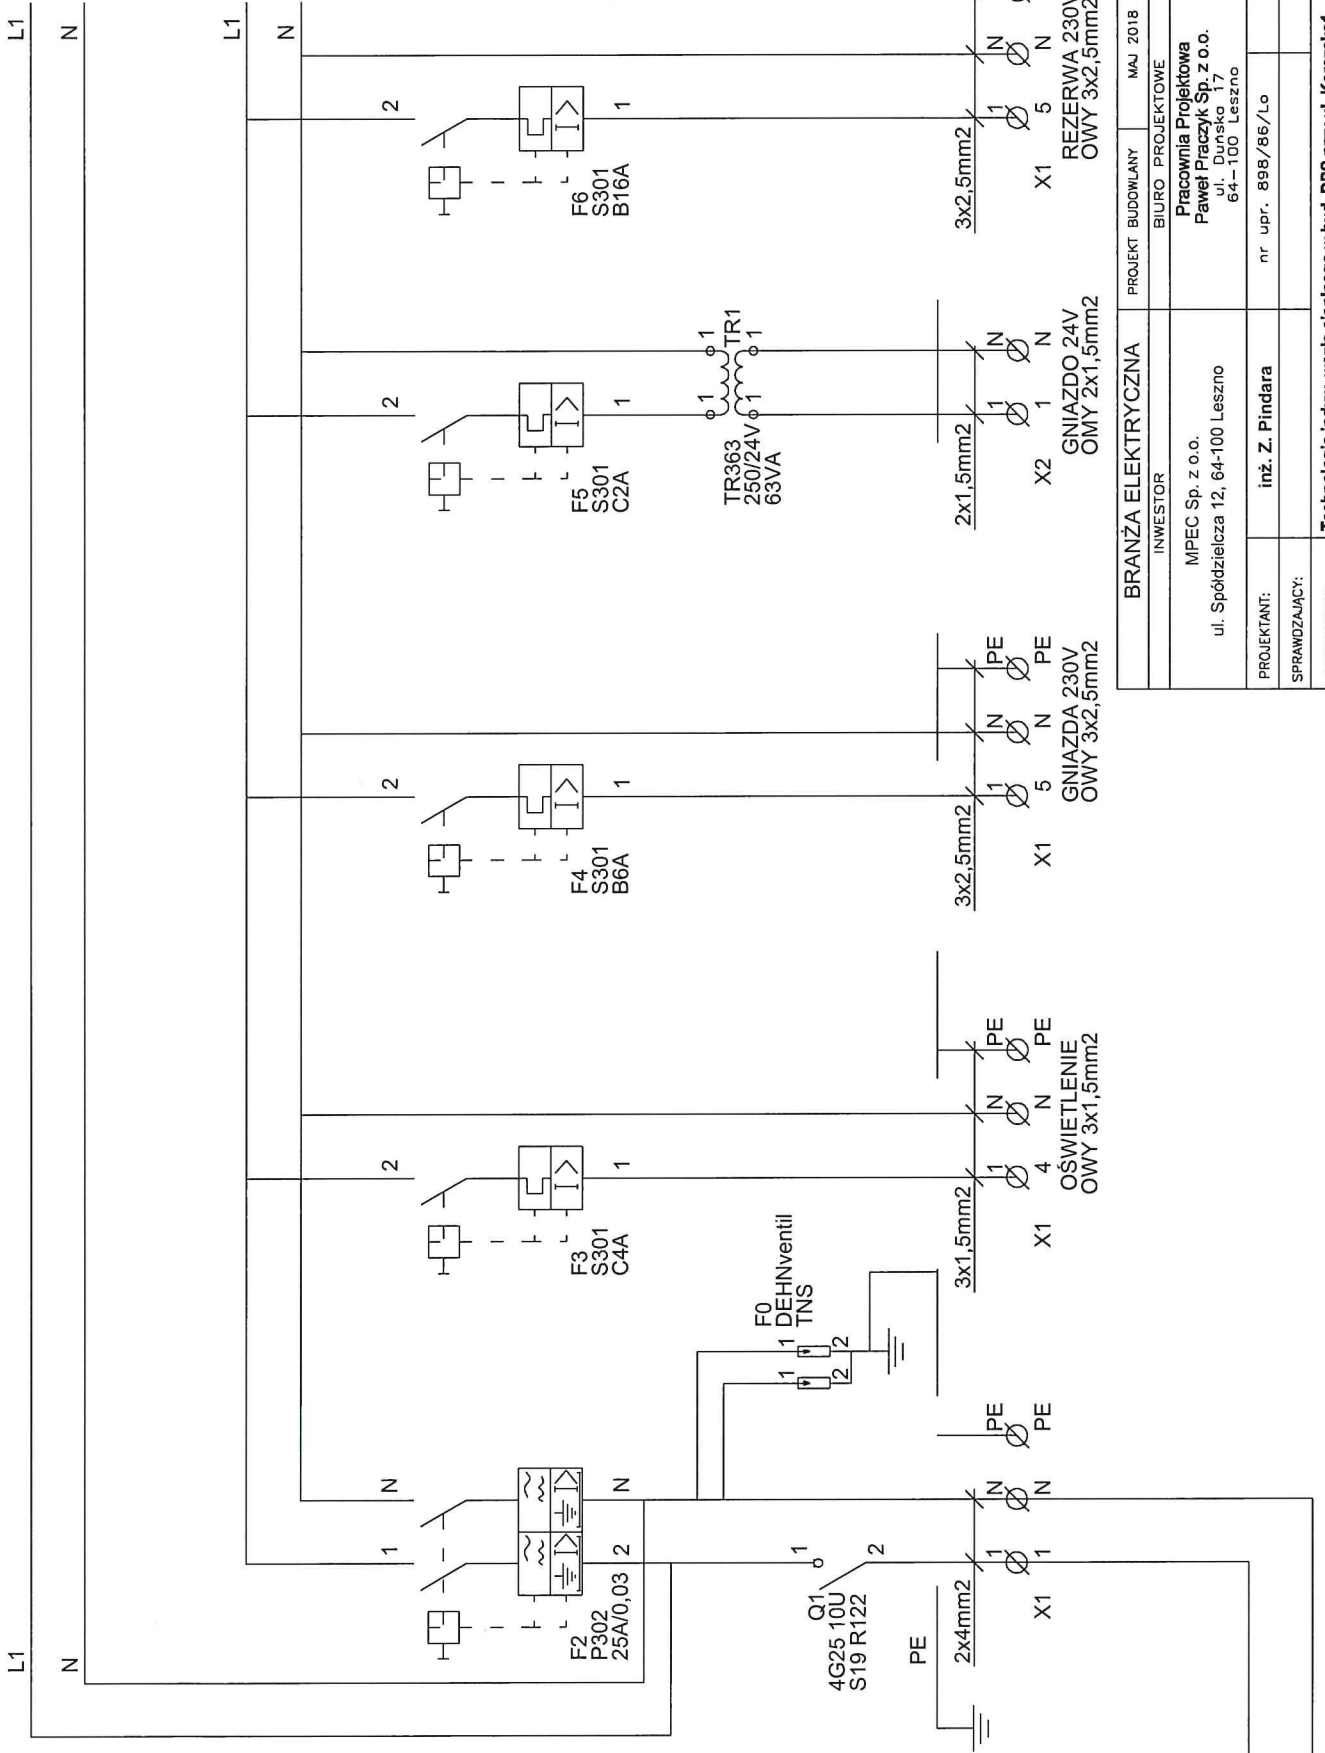 L1
N
L1
N
L1
N
L1
N
1
N
F2
P302
25A/0,03
2
N
Q1
4G25 10U
S19 R122
1
2
PE
2x4mm2
1
N
PE
X1
1
N
PE
F0
DEHNventil
TNS
1
1
2
2
2
F3
S301
C4A
1
3x1,5mm2
1
N
PE
X1
4
N
PE
OŚWIETLENIE
OWY 3x1,5mm2
2
F4
S301
B6A
1
3x2,5mm2
1
N
PE
X1
5
N
PE
GNIAZDA 230V
OWY 3x2,5mm2
2
F5
S301
C2A
1
TR363
250/24V
63VA
1
1
TR1
1
1
2x1,5mm2
1
N
X2
1
N
GNIAZDO 24V
OMY 2x1,5mm2
2
F6
S301
B16A
1
3x2,5mm2
1
N
X1
5
N
REZERWA 230V
OWY 3x2,5mm2
BRANŻA ELEKTRYCZNA
PROJEKT BUDOWLANY
MAJ 2018
INWESTOR
BIURO PROJEKTOWE
MPEC Sp. z o.o.
ul. Spółdzielcza 12, 64-100 Leszno
Pracownia Projektowa
Paweł Praczyk Sp. z o.o.
ul. Duńska 17
64-100 Leszno
PROJEKTANT:
inż. Z. Pindara
nr upr. 898/86/Lo
SPRAWDZAJĄCY: